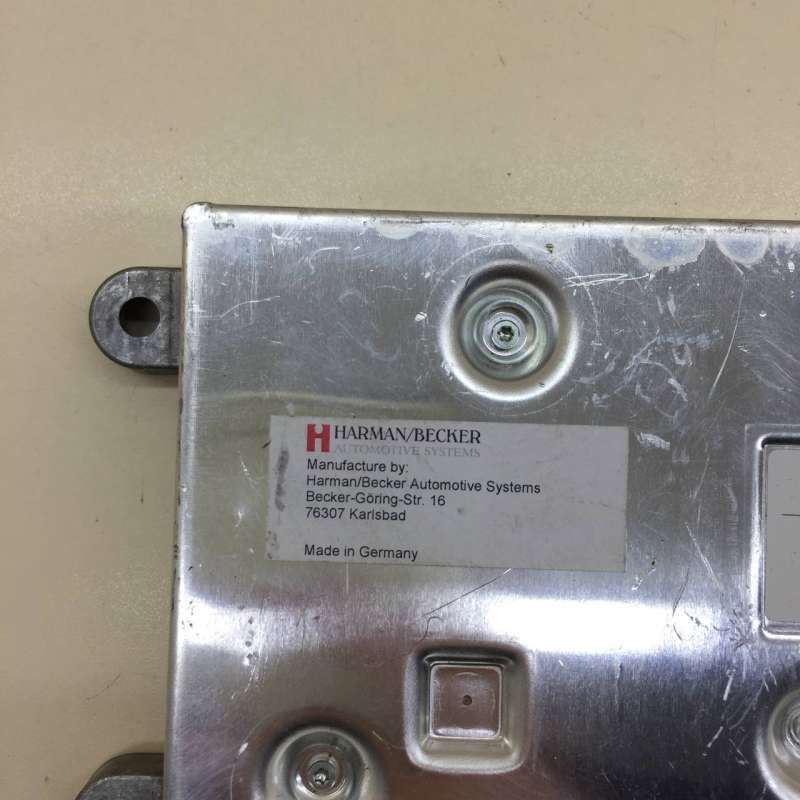 HARMAN/BECKER
AUTOMOTIVE SYSTEMS
Manufacture by:
Harman/Becker Automotive Systems
Becker-Göring-Str. 16
76307 Karlsbad
Made in Germany